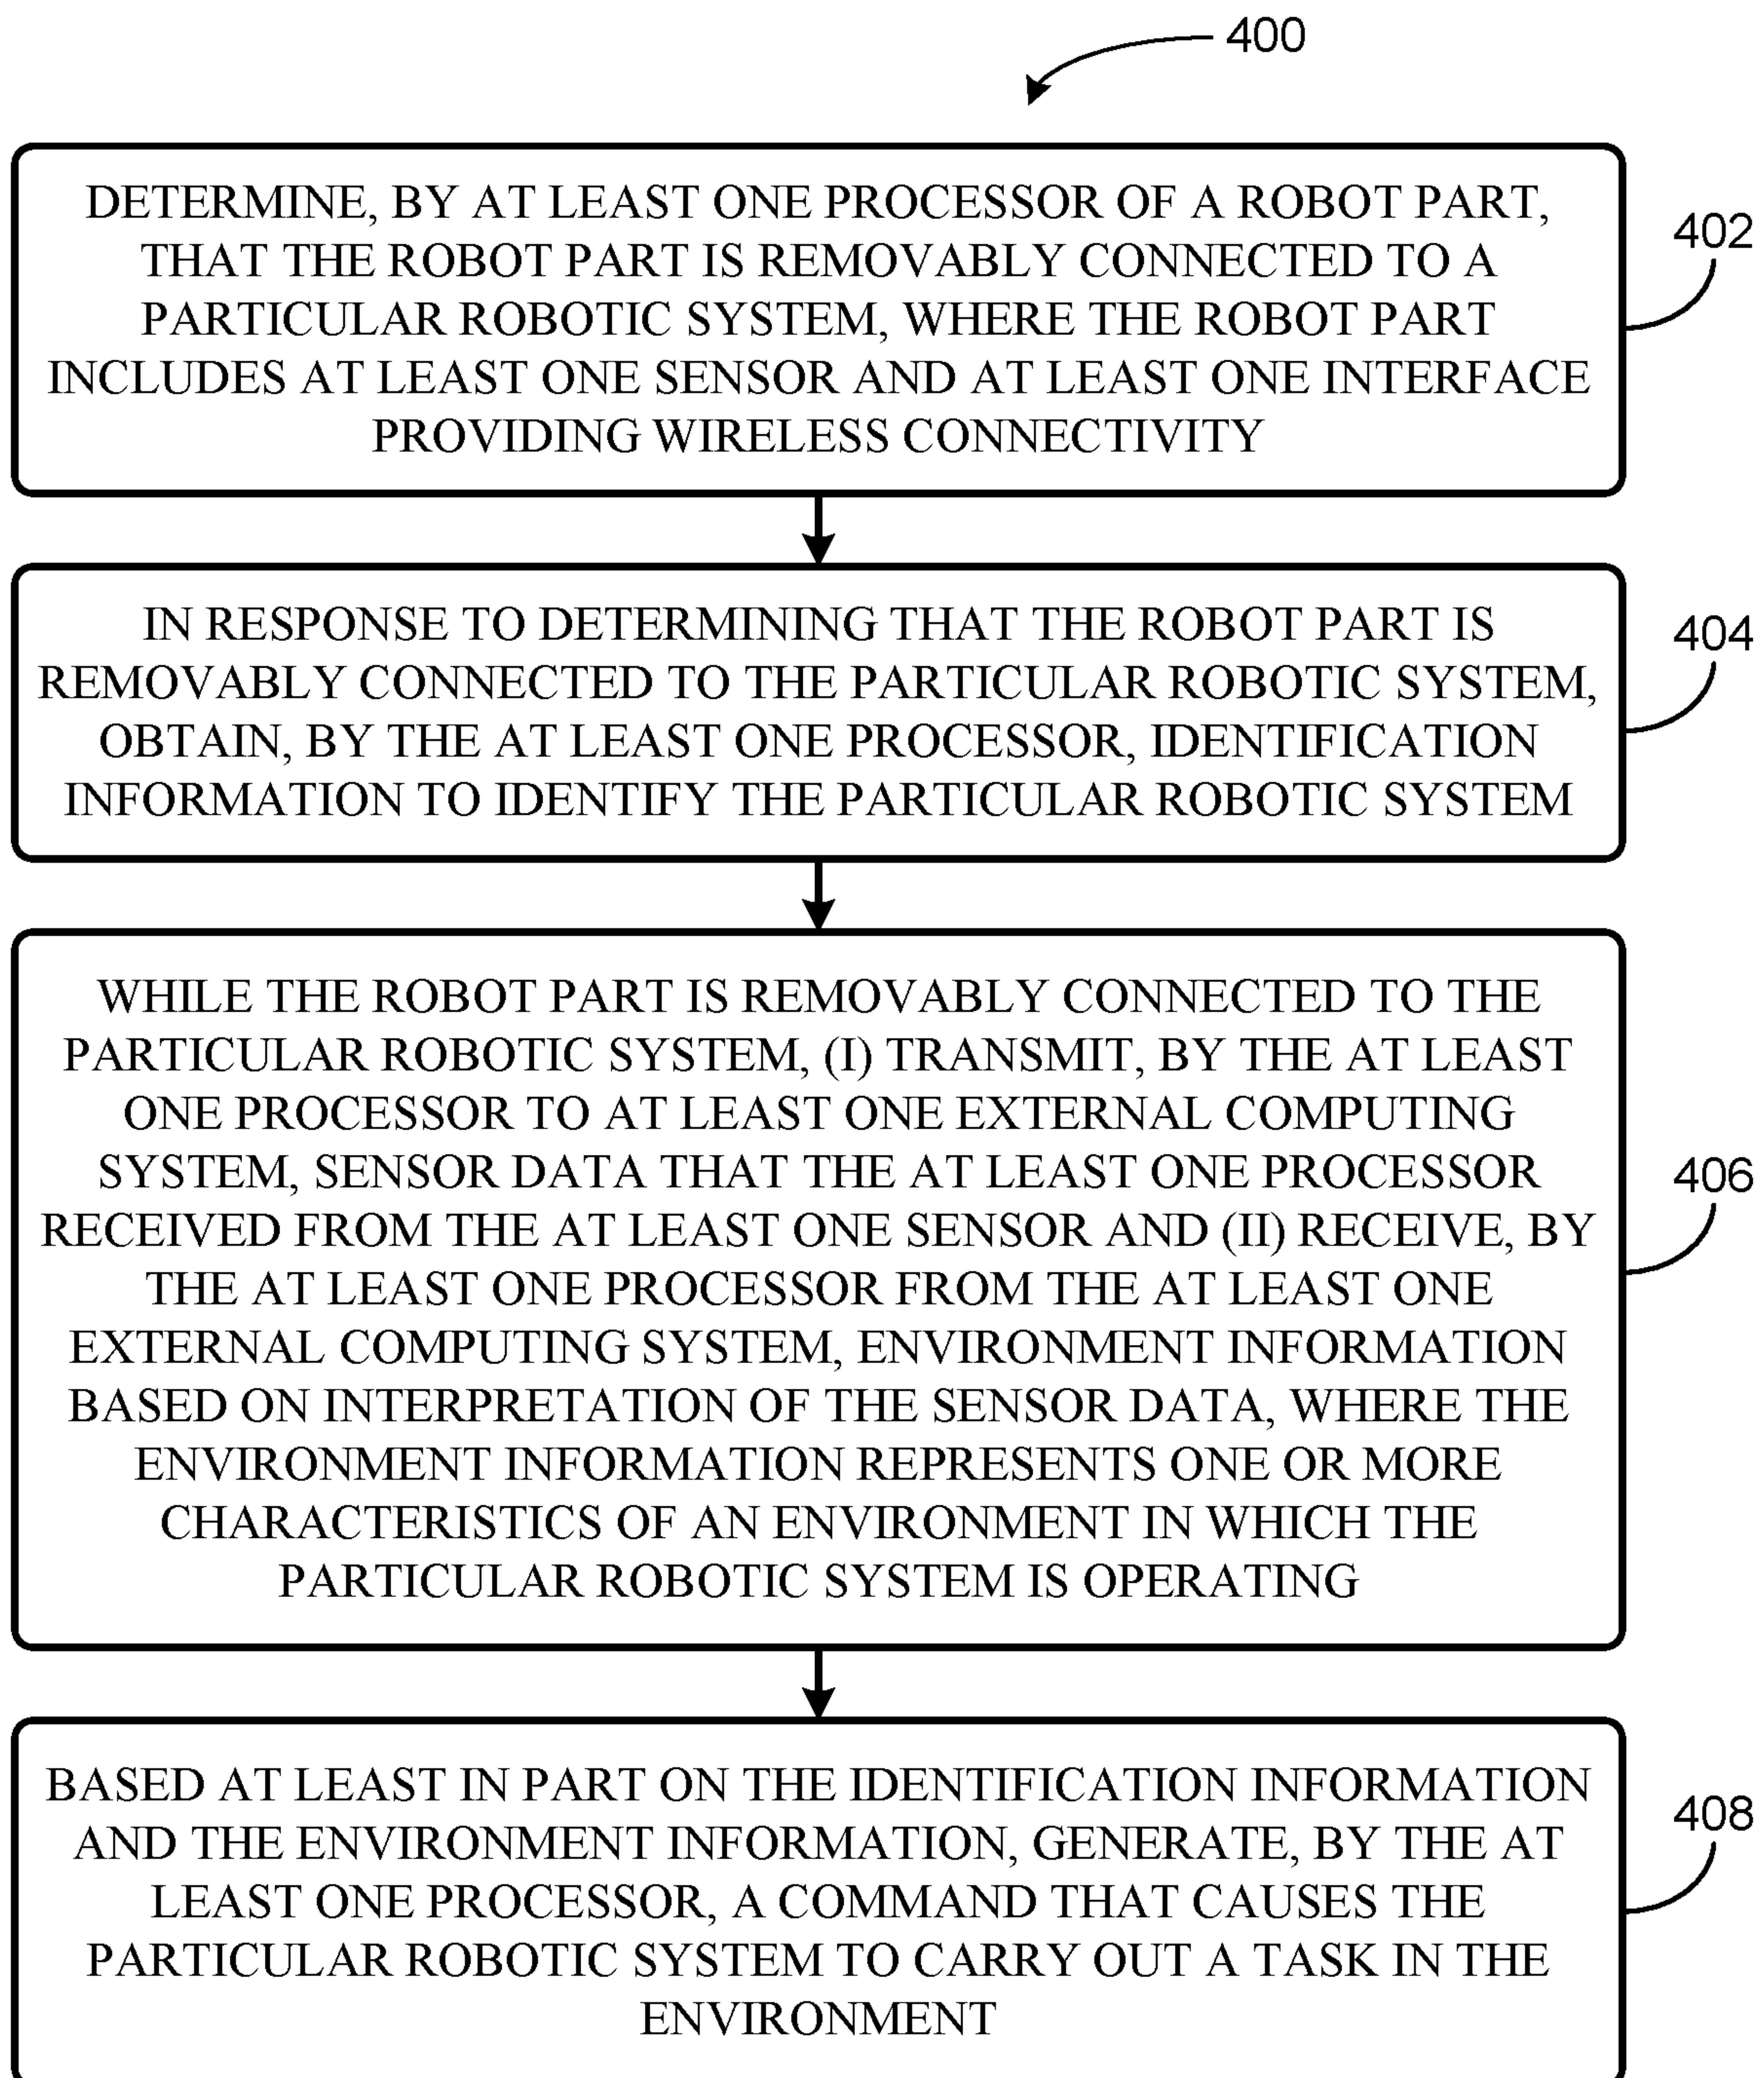 400
DETERMINE, BY AT LEAST ONE PROCESSOR OF A ROBOT PART,
THAT THE ROBOT PART IS REMOVABLY CONNECTED TO A
PARTICULAR ROBOTIC SYSTEM, WHERE THE ROBOT PART
INCLUDES AT LEAST ONE SENSOR AND AT LEAST ONE INTERFACE
PROVIDING WIRELESS CONNECTIVITY
402
IN RESPONSE TO DETERMINING THAT THE ROBOT PART IS
REMOVABLY CONNECTED TO THE PARTICULAR ROBOTIC SYSTEM,
OBTAIN, BY THE AT LEAST ONE PROCESSOR, IDENTIFICATION
INFORMATION TO IDENTIFY THE PARTICULAR ROBOTIC SYSTEM
404
WHILE THE ROBOT PART IS REMOVABLY CONNECTED TO THE
PARTICULAR ROBOTIC SYSTEM, (I) TRANSMIT, BY THE AT LEAST
ONE PROCESSOR TO AT LEAST ONE EXTERNAL COMPUTING
SYSTEM, SENSOR DATA THAT THE AT LEAST ONE PROCESSOR
RECEIVED FROM THE AT LEAST ONE SENSOR AND (II) RECEIVE, BY
THE AT LEAST ONE PROCESSOR FROM THE AT LEAST ONE
EXTERNAL COMPUTING SYSTEM, ENVIRONMENT INFORMATION
BASED ON INTERPRETATION OF THE SENSOR DATA, WHERE THE
ENVIRONMENT INFORMATION REPRESENTS ONE OR MORE
CHARACTERISTICS OF AN ENVIRONMENT IN WHICH THE
PARTICULAR ROBOTIC SYSTEM IS OPERATING
406
BASED AT LEAST IN PART ON THE IDENTIFICATION INFORMATION
AND THE ENVIRONMENT INFORMATION, GENERATE, BY THE AT
LEAST ONE PROCESSOR, A COMMAND THAT CAUSES THE
PARTICULAR ROBOTIC SYSTEM TO CARRY OUT A TASK IN THE
ENVIRONMENT
408